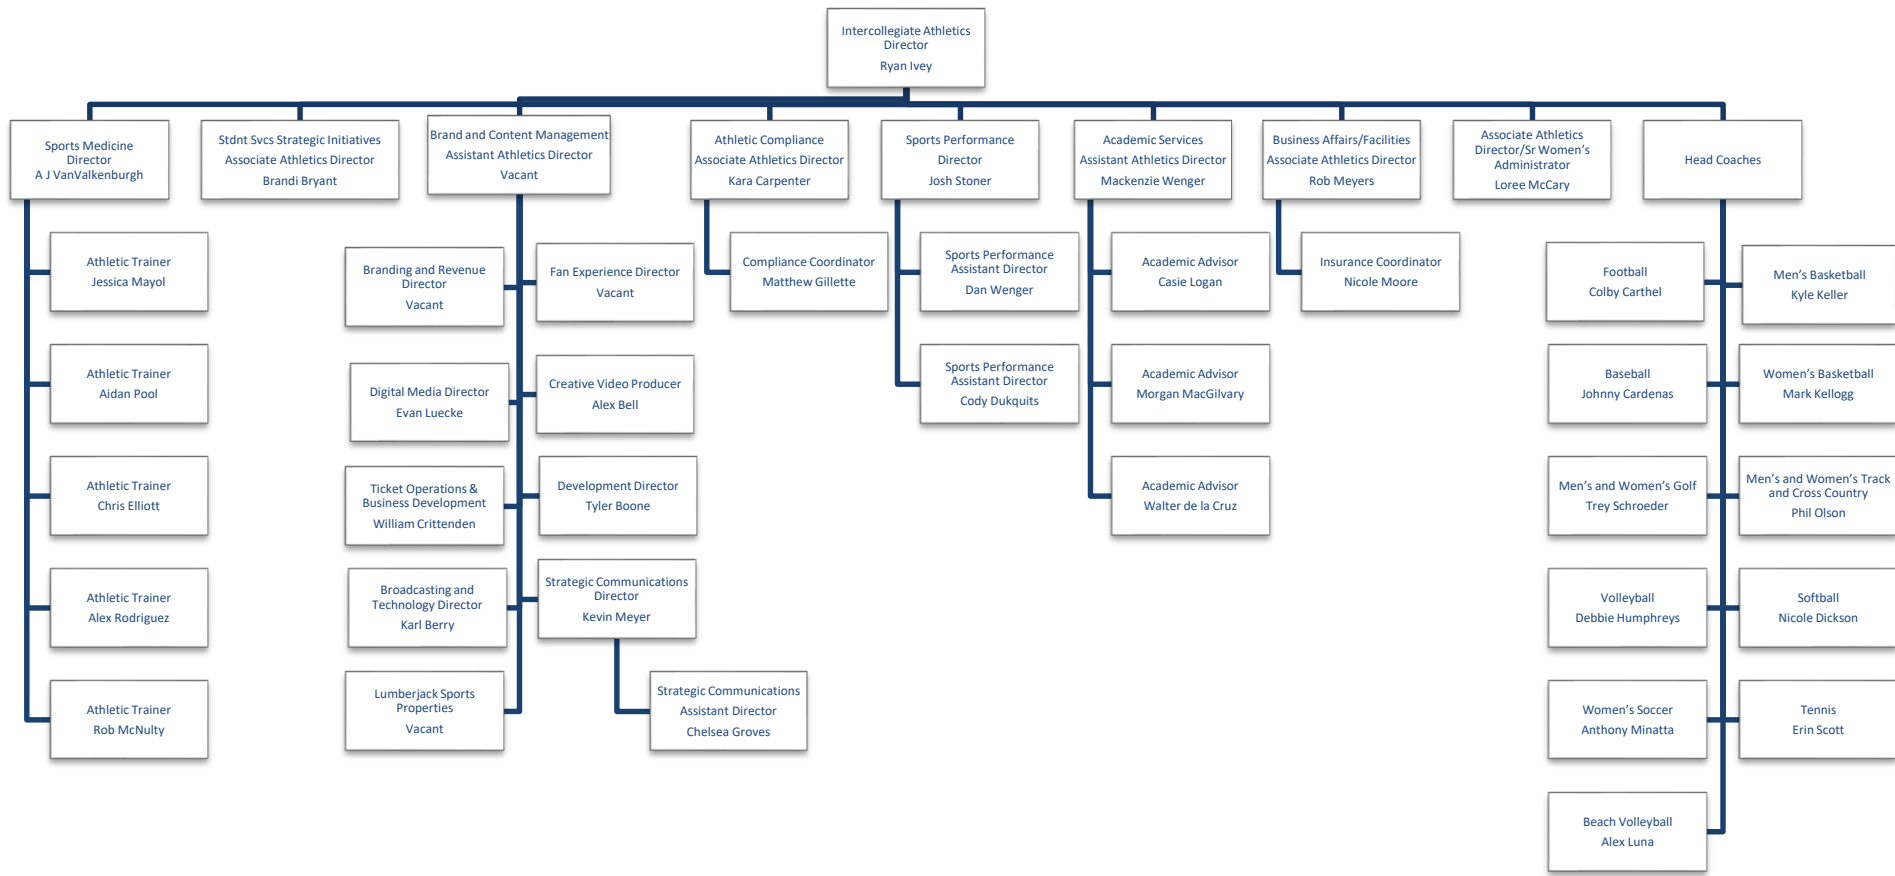 Intercollegiate Athletics
Director
Ryan Ivey
Sports Medicine
Director
A J VanValkenburgh
Stdnt Svcs Strategic Initiatives
Associate Athletics Director
Brandi Bryant
Brand and Content Management
Assistant Athletics Director
Vacant
Athletic Compliance
Associate Athletics Director
Kara Carpenter
Sports Performance
Director
Josh Stoner
Academic Services
Assistant Athletics Director
Mackenzie Wenger
Business Affairs/Facilities
Associate Athletics Director
Rob Meyers
Associate Athletics
Director/Sr Women's
Administrator
Loree McCary
Head Coaches
Athletic Trainer
Jessica Mayol
Athletic Trainer
Aidan Pool
Athletic Trainer
Chris Elliott
Athletic Trainer
Alex Rodriguez
Athletic Trainer
Rob McNulty
Branding and Revenue
Director
Vacant
Fan Experience Director
Vacant
Digital Media Director
Evan Luecke
Creative Video Producer
Alex Bell
Ticket Operations &
Business Development
William Crittenden
Development Director
Tyler Boone
Broadcasting and
Technology Director
Karl Berry
Strategic Communications
Director
Kevin Meyer
Lumberjack Sports
Properties
Vacant
Strategic Communications
Assistant Director
Chelsea Groves
Compliance Coordinator
Matthew Gillette
Sports Performance
Assistant Director
Dan Wenger
Sports Performance
Assistant Director
Cody Dukquits
Academic Advisor
Casie Logan
Academic Advisor
Morgan MacGilvary
Academic Advisor
Walter de la Cruz
Insurance Coordinator
Nicole Moore
Football
Colby Carthel
Men's Basketball
Kyle Keller
Baseball
Johnny Cardenas
Women's Basketball
Mark Kellogg
Men's and Women's Golf
Trey Schroeder
Men's and Women's Track
and Cross Country
Phil Olson
Volleyball
Debbie Humphreys
Softball
Nicole Dickson
Women's Soccer
Anthony Minatta
Tennis
Erin Scott
Beach Volleyball
Alex Luna